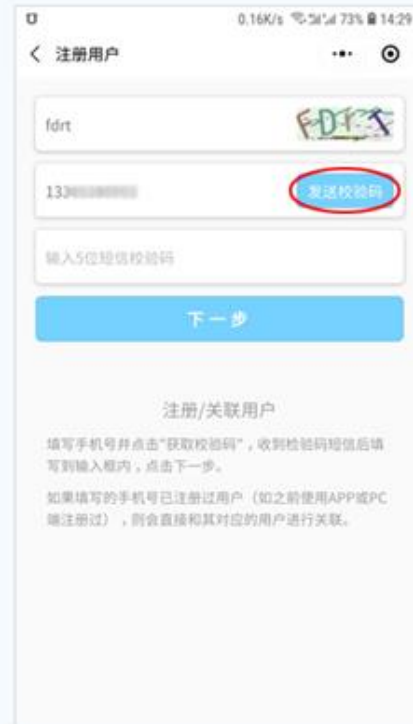 0.16K/s 73% 14:29
注册用户
fdrt FDRT
133
发送校验码
输入5位短信校验码
下一步
注册/关联用户
填写手机号并点击"获取校验码"，收到检验码短信后填
写到输入框内，点击下一步。
如果填写的手机号已注册过用户（如之前使用APP或PC
端注册过），则会直接和其对应的用户进行关联。